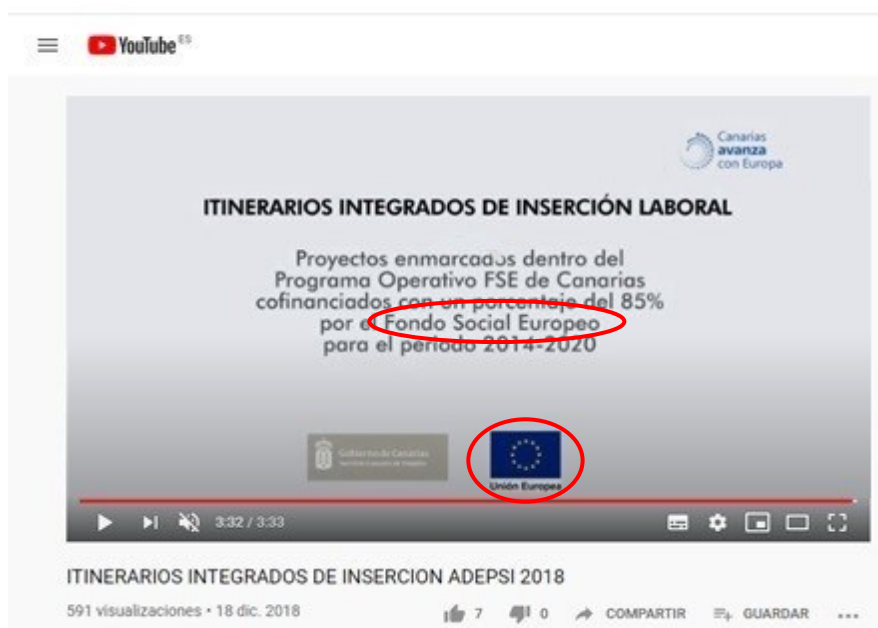 YouTube ES
Canarias
avanza
con Europa
ITINERARIOS INTEGRADOS DE INSERCIÓN LABORAL
Proyectos enmarcados dentro del
Programa Operativo FSE de Canarias
cofinanciados con un porcentaje del 85%
por el Fondo Social Europeo
para el periodo 2014-2020
Gobierno de Canarias
Unión Europea
3:32 / 3:33
ITINERARIOS INTEGRADOS DE INSERCION ADEPSI 2018
591 visualizaciones • 18 dic. 2018
7 0 COMPARTIR GUARDAR